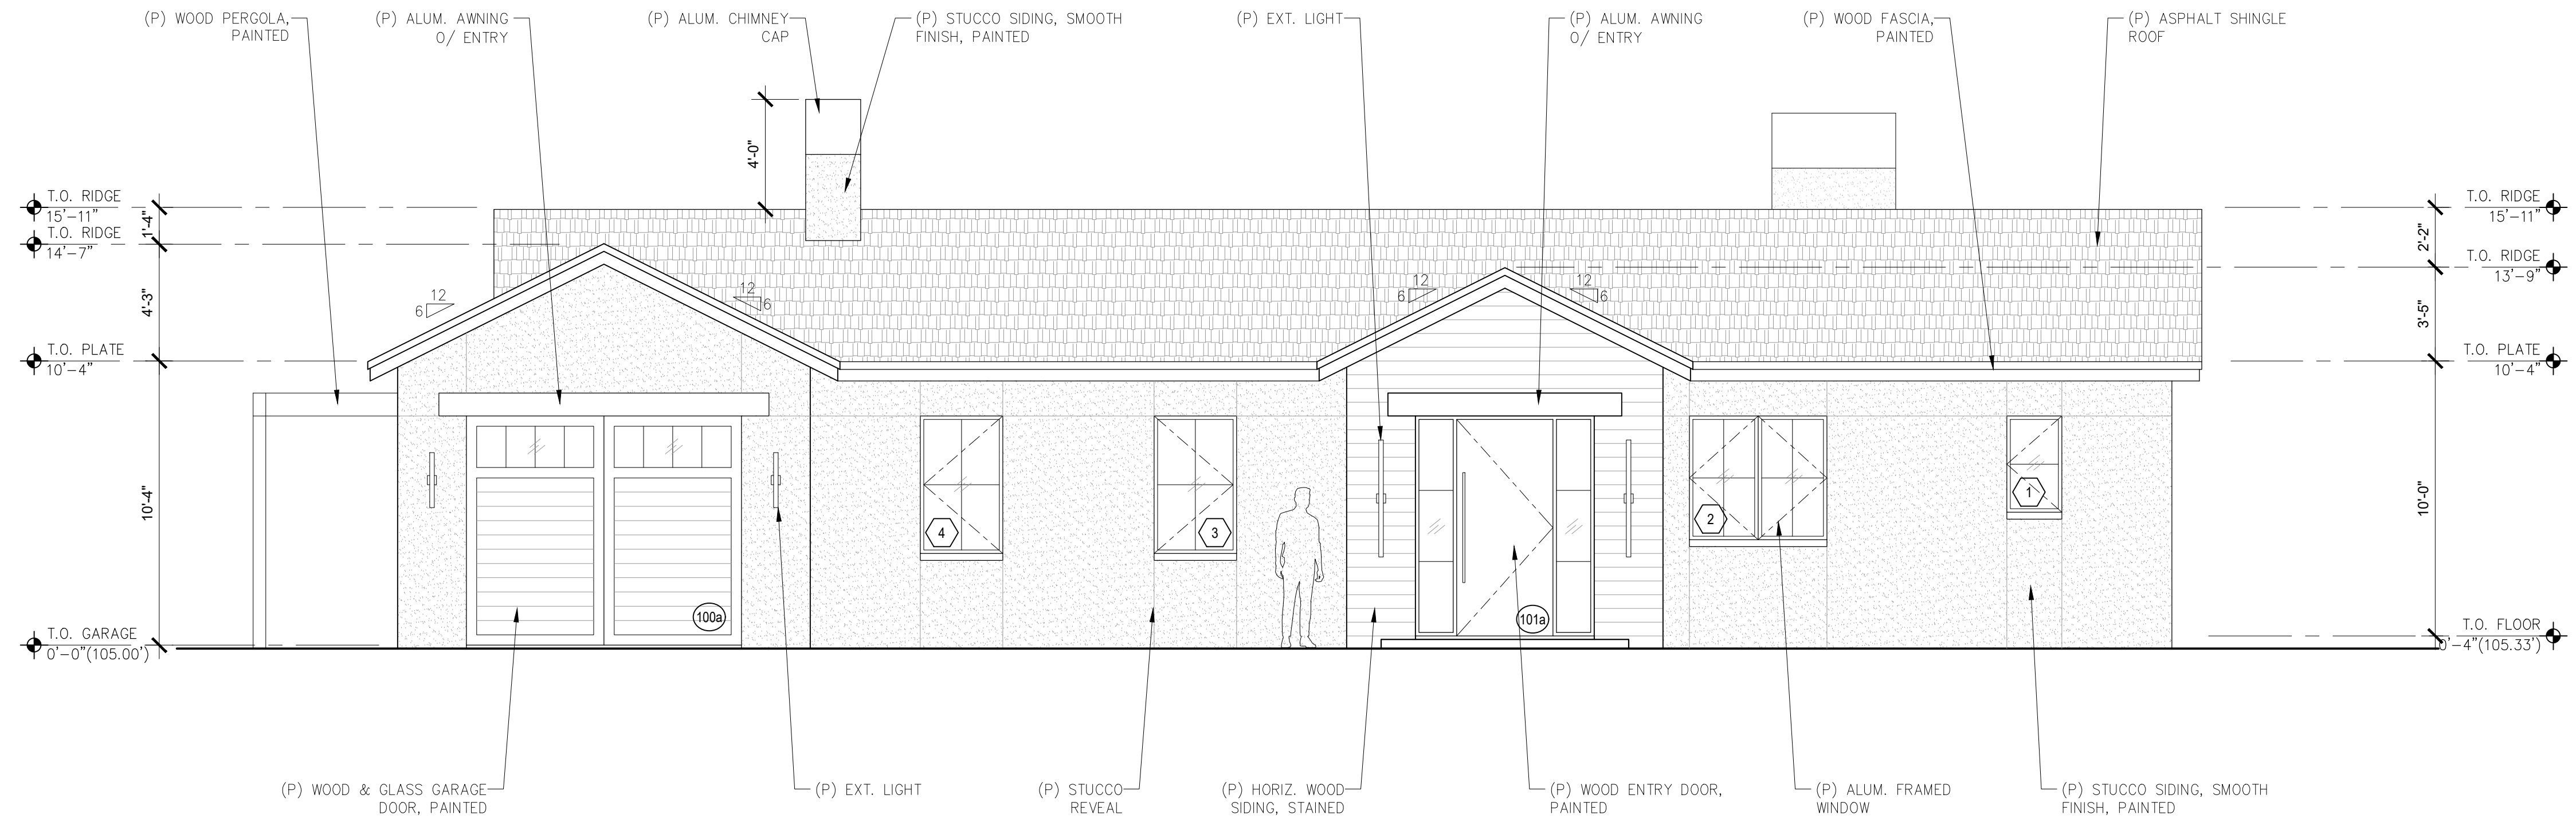 (P) WOOD PERGOLA,
PAINTED
(P) ALUM. AWNING
O/ ENTRY
(P) ALUM. CHIMNEY
CAP
(P) STUCCO SIDING, SMOOTH
FINISH, PAINTED
(P) EXT. LIGHT
(P) ALUM. AWNING
O/ ENTRY
(P) WOOD FASCIA,
PAINTED
(P) ASPHALT SHINGLE
ROOF
4'-0"
T.O. RIDGE
15'-11"
1'-4"
T.O. RIDGE
14'-7"
4'-3"
T.O. PLATE
10'-4"
10'-4"
T.O. GARAGE
0'-0"(105.00')
12
6
12
6
12
6
12
6
T.O. RIDGE
15'-11"
2'-2"
T.O. RIDGE
13'-9"
3'-5"
T.O. PLATE
10'-4"
10'-0"
T.O. FLOOR
0'-4"(105.33')
100a
4
3
101a
2
1
(P) WOOD & GLASS GARAGE
DOOR, PAINTED
(P) EXT. LIGHT
(P) STUCCO
REVEAL
(P) HORIZ. WOOD
SIDING, STAINED
(P) WOOD ENTRY DOOR,
PAINTED
(P) ALUM. FRAMED
WINDOW
(P) STUCCO SIDING, SMOOTH
FINISH, PAINTED